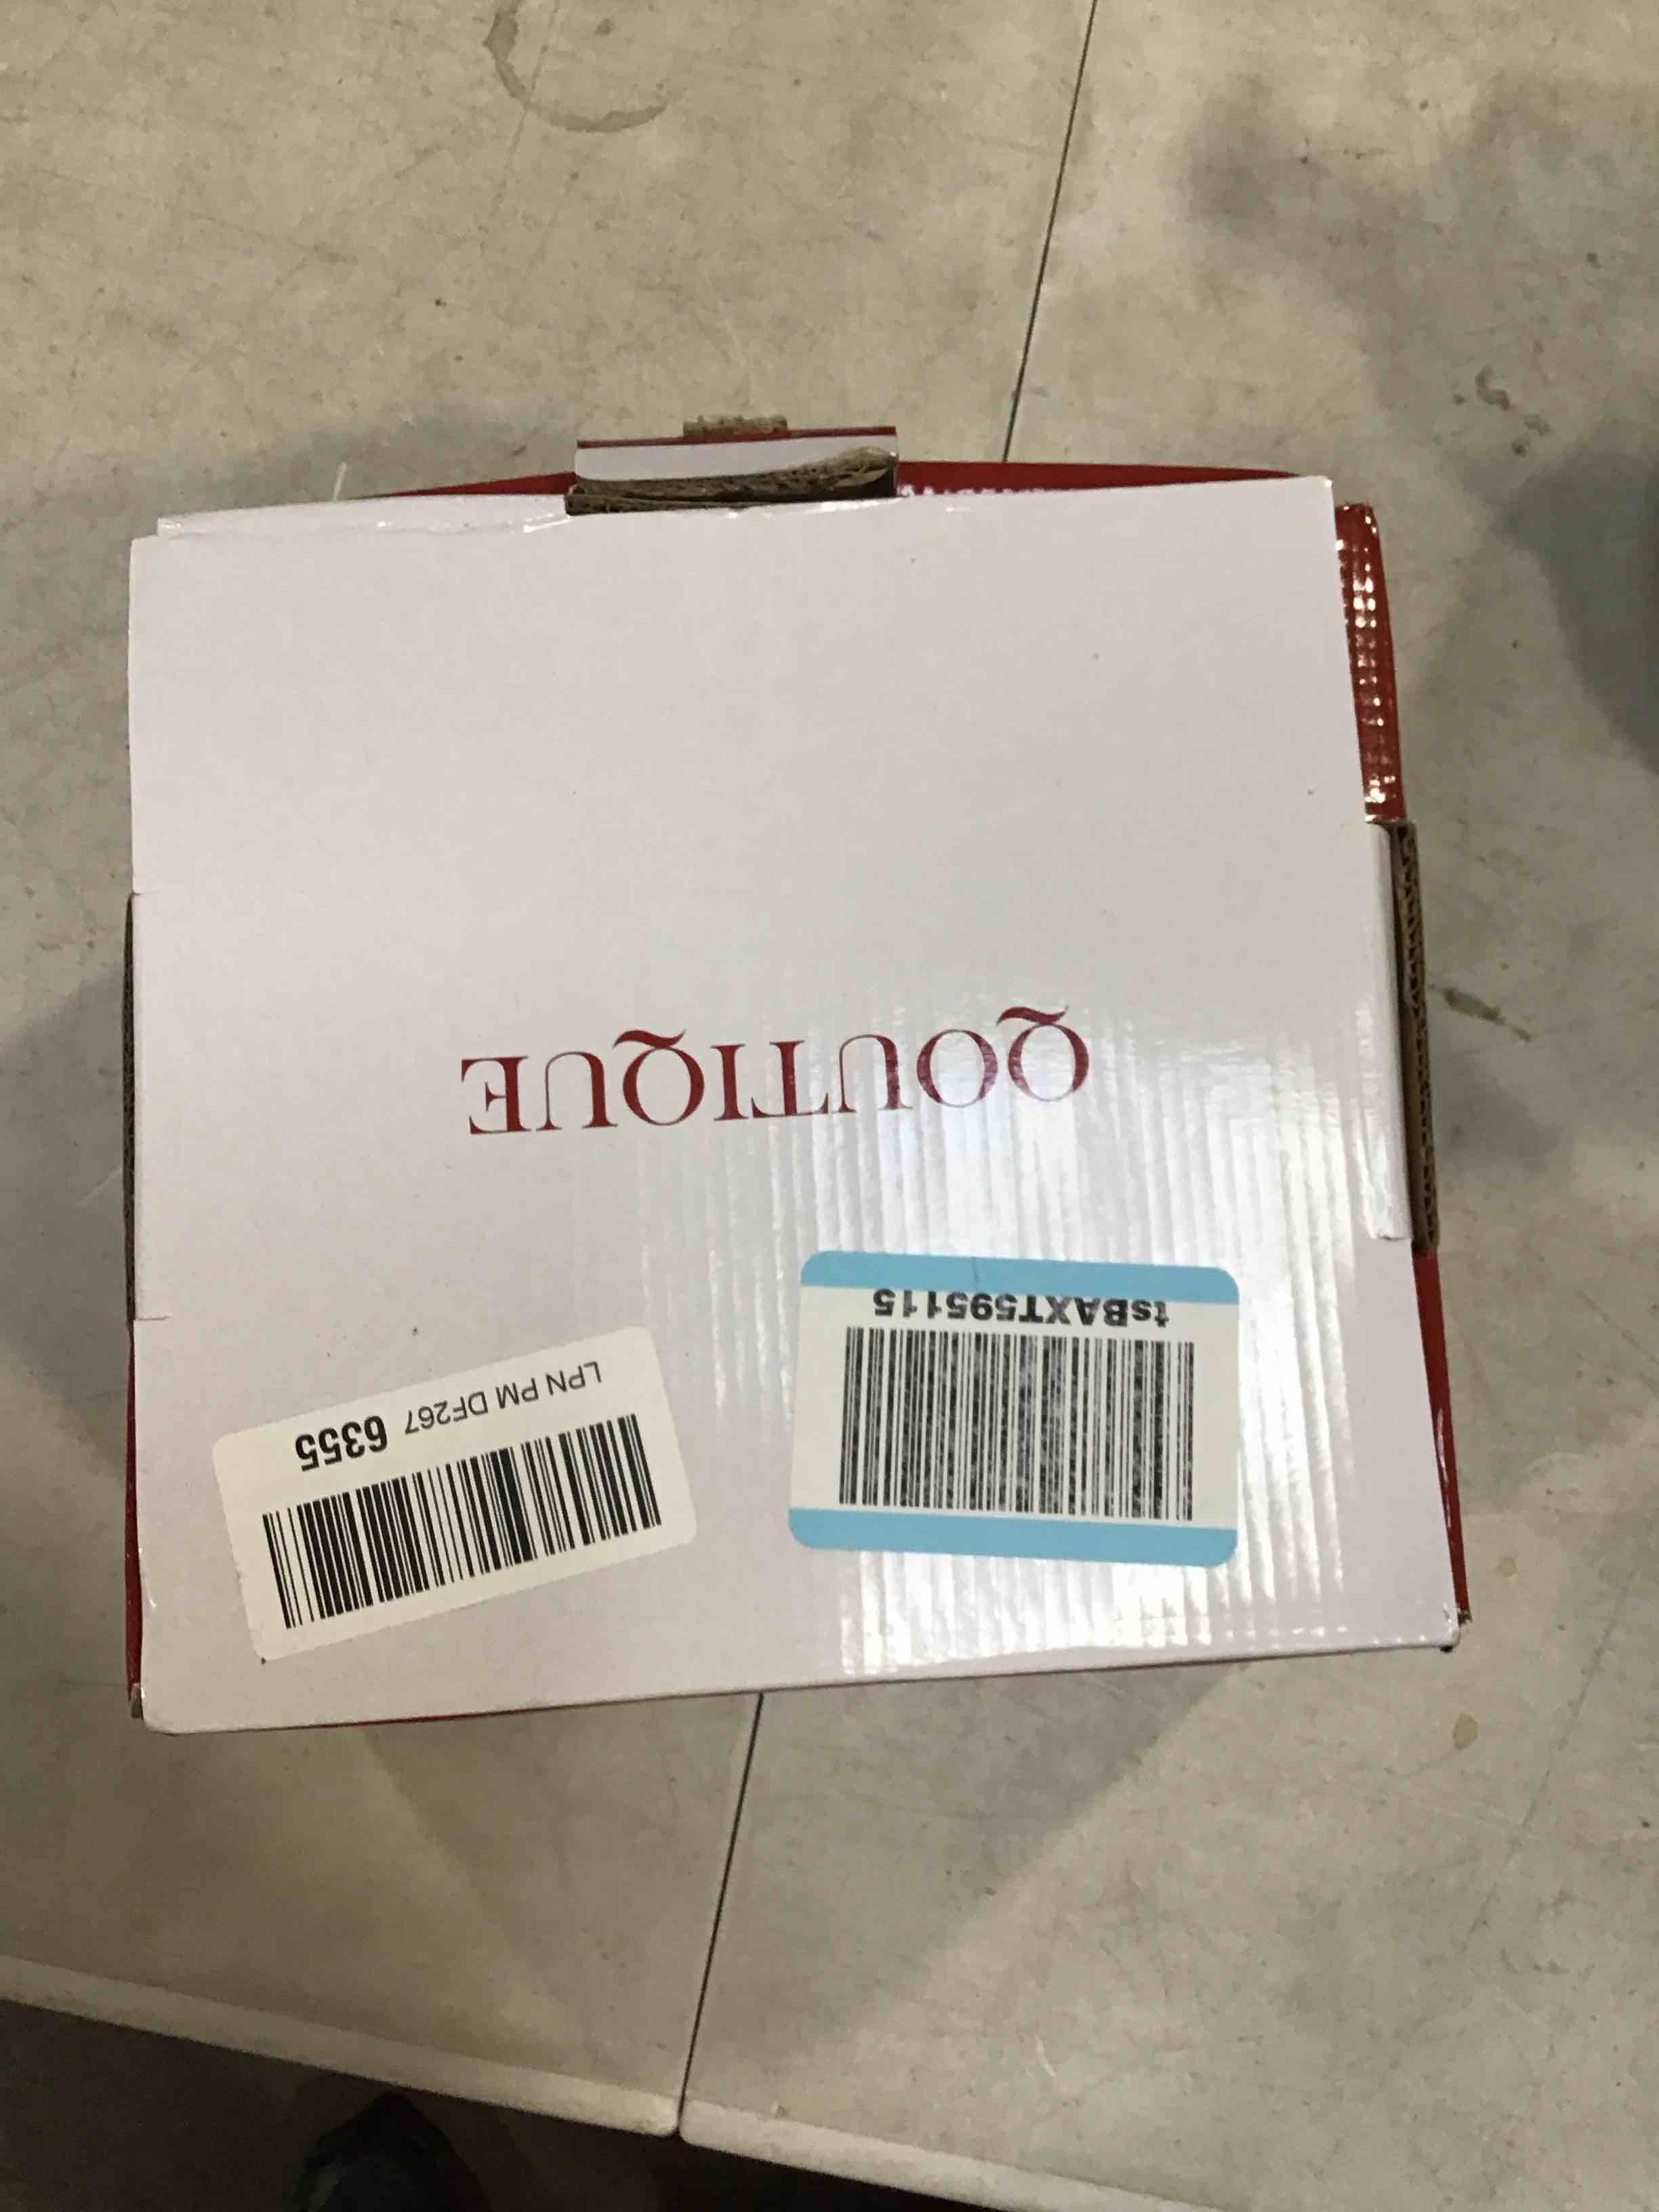 QOUTIQUE
tsBAXT595115
LPN PM DF267 6355